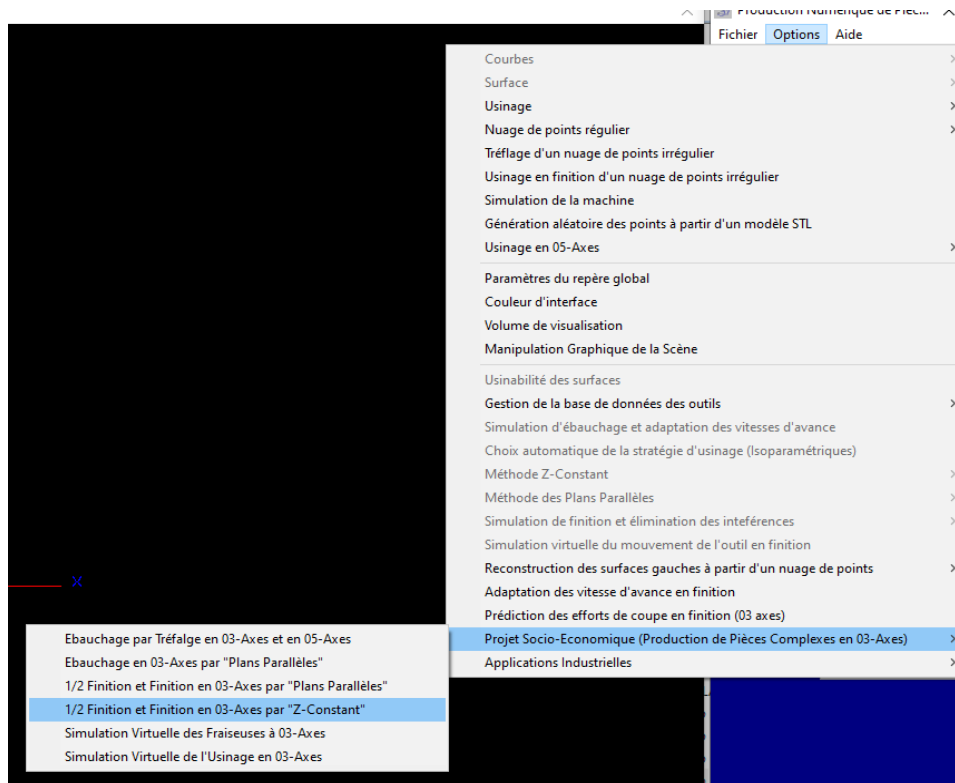 Production Numérique de Pièc...
Fichier Options Aide
Courbes
Surface
Usinage
Nuage de points régulier
Tréflage d'un nuage de points irrégulier
Usinage en finition d'un nuage de points irrégulier
Simulation de la machine
Génération aléatoire des points à partir d'un modèle STL
Usinage en 05-Axes
Paramètres du repère global
Couleur d'interface
Volume de visualisation
Manipulation Graphique de la Scène
Usinabilité des surfaces
Gestion de la base de données des outils
Simulation d'ébauchage et adaptation des vitesses d'avance
Choix automatique de la stratégie d'usinage (Isoparamétriques)
Méthode Z-Constant
Méthode des Plans Parallèles
Simulation de finition et élimination des inteférences
Simulation virtuelle du mouvement de l'outil en finition
Reconstruction des surfaces gauches à partir d'un nuage de points
Adaptation des vitesse d'avance en finition
Prédiction des efforts de coupe en finition (03 axes)
Projet Socio-Economique (Production de Pièces Complexes en 03-Axes)
Applications Industrielles
X
Ebauchage par Tréfalge en 03-Axes et en 05-Axes
Ebauchage en 03-Axes par "Plans Parallèles"
1/2 Finition et Finition en 03-Axes par "Plans Parallèles"
1/2 Finition et Finition en 03-Axes par "Z-Constant"
Simulation Virtuelle des Fraiseuses à 03-Axes
Simulation Virtuelle de l'Usinage en 03-Axes